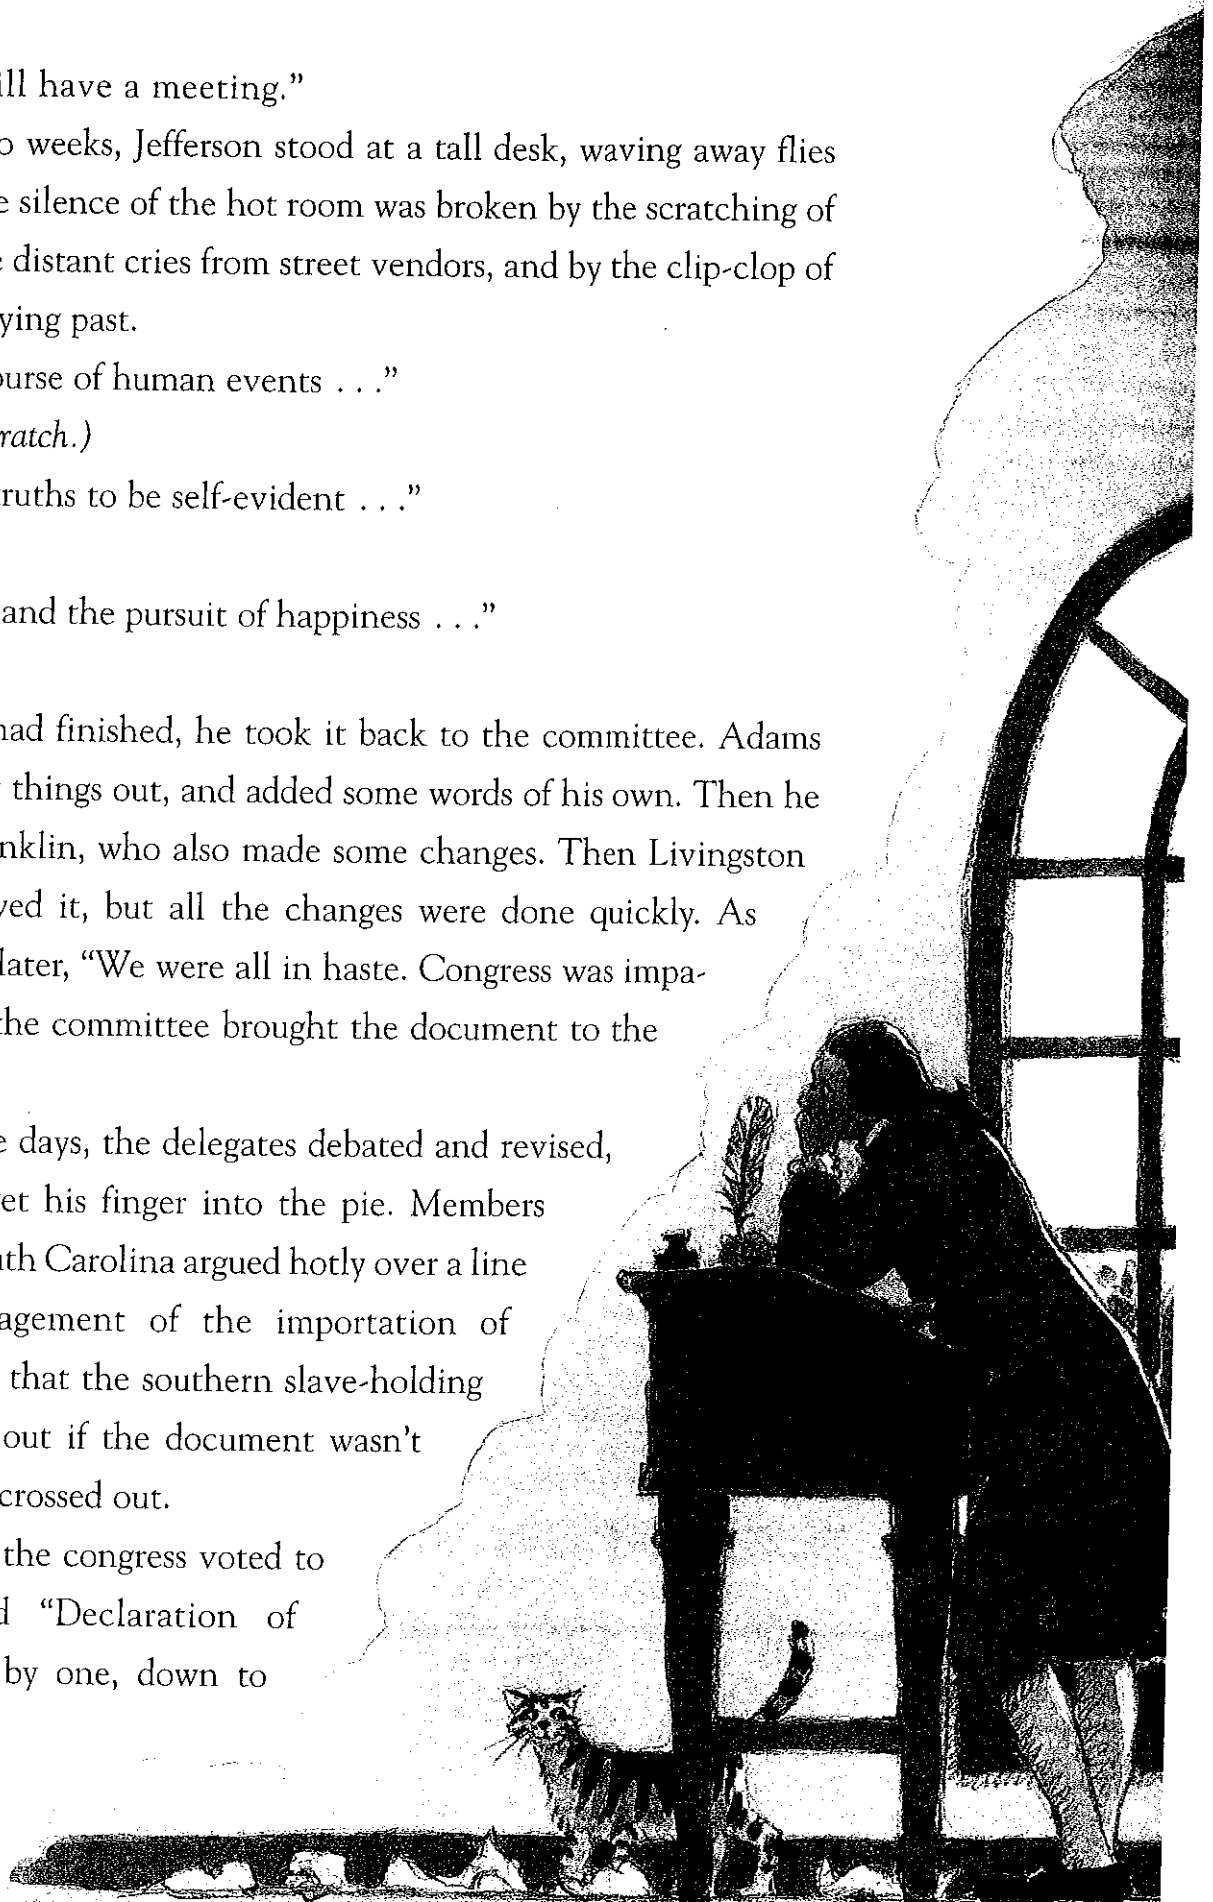 ill have a meeting.”
o weeks, Jefferson stood at a tall desk, waving away flies
e silence of the hot room was broken by the scratching of
e distant cries from street vendors, and by the clip-clop of
ying past.
ourse of human events . . .”
ratch.)
ruths to be self-evident . . .”
and the pursuit of happiness . . .”
had finished, he took it back to the committee. Adams
things out, and added some words of his own. Then he
nklin, who also made some changes. Then Livingston
ved it, but all the changes were done quickly. As
later, “We were all in haste. Congress was impa-
the committee brought the document to the
e days, the delegates debated and revised,
et his finger into the pie. Members
uth Carolina argued hotly over a line
agement of the importation of
that the southern slave-holding
out if the document wasn’t
crossed out.
the congress voted to
d “Declaration of
by one, down to